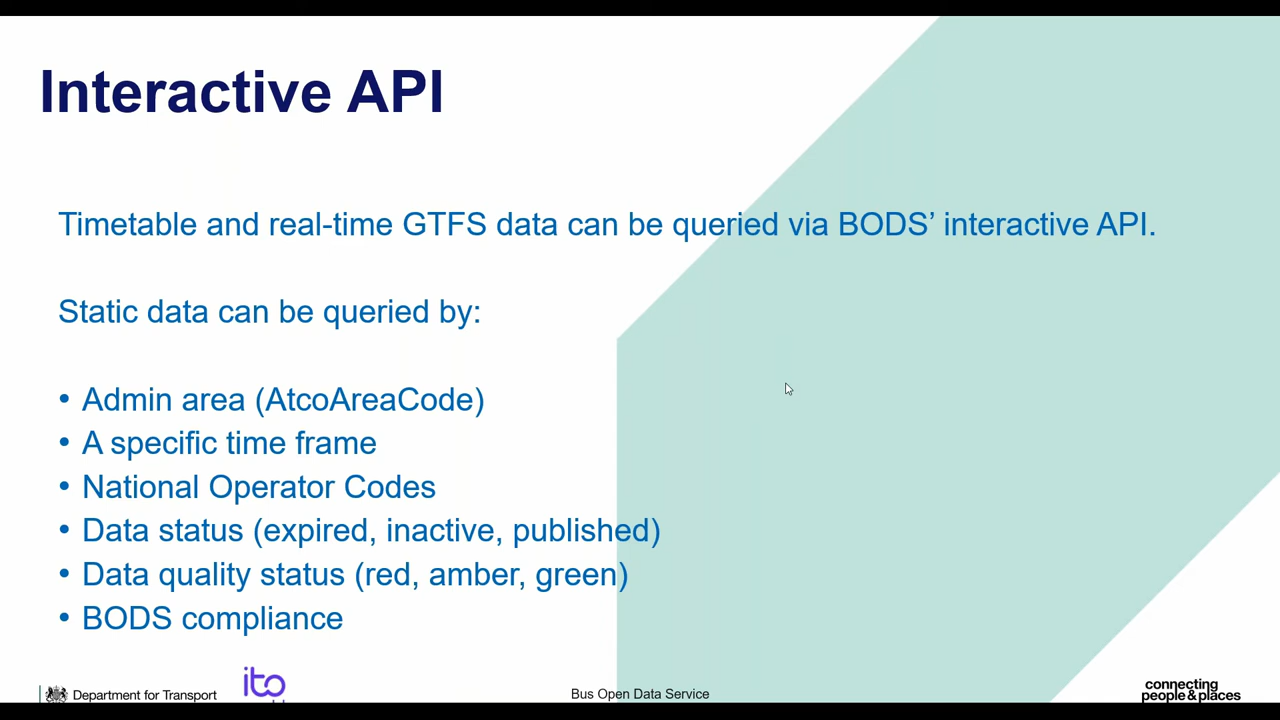 Interactive API
Timetable and real-time GTFS data can be queried via BODS’ interactive API.
Static data can be queried by:
• Admin area (AtcoAreaCode)
• A specific time frame
• National Operator Codes
• Data status (expired, inactive, published)
• Data quality status (red, amber, green)
• BODS compliance
Department for Transport
ito
Bus Open Data Service
connecting
people & places